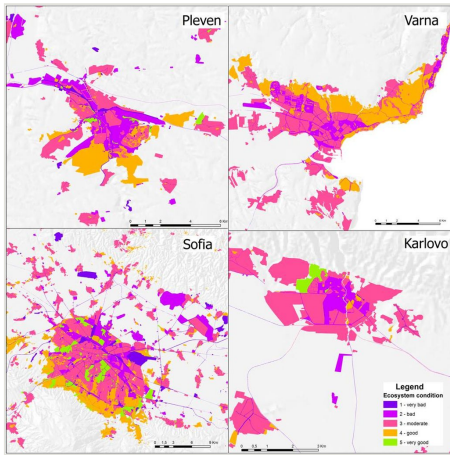 Pleven
Varna
Sofia
Karlovo
Legend
Ecosystem condition
1 - very bad
2 - bad
3 - moderate
4 - good
5 - very good